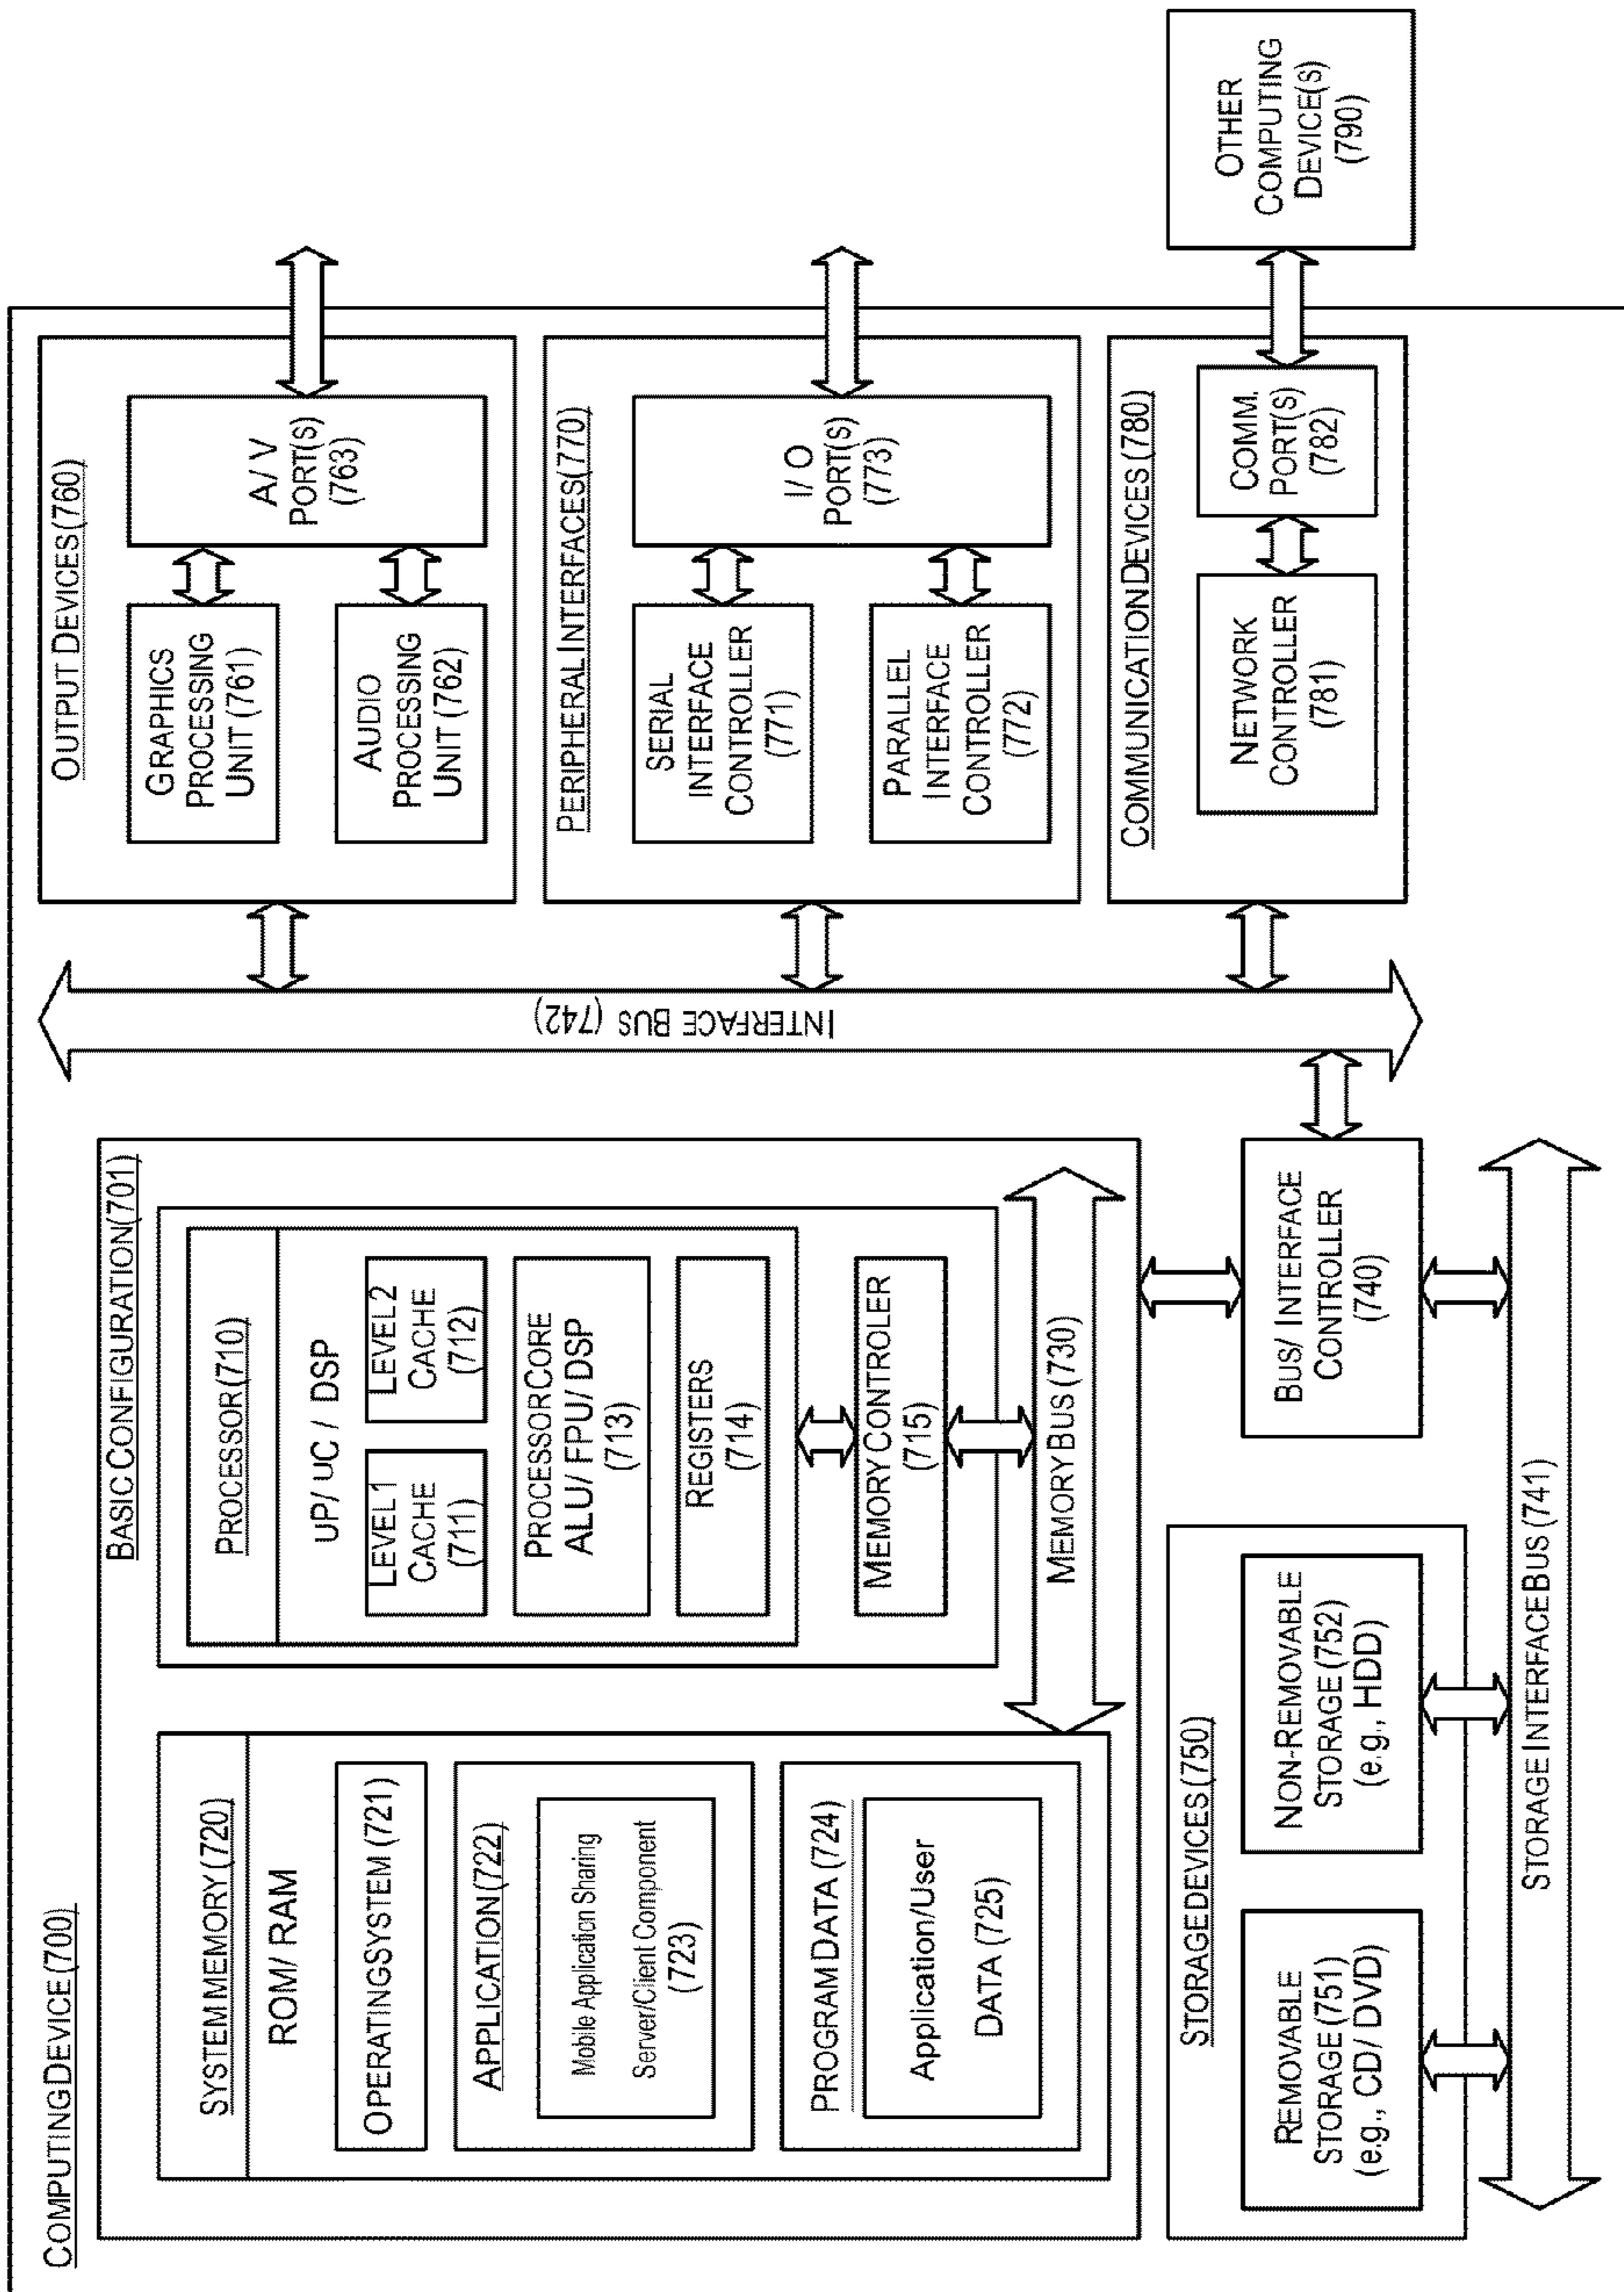 COMPUTING DEVICE (700)
BASIC CONFIGURATION (701)
SYSTEM MEMORY (720)
ROM/ RAM
OPERATING SYSTEM (721)
APPLICATION (722)
Mobile Application Sharing
Server/Client Component
(723)
PROGRAM DATA (724)
Application/User
DATA (725)
PROCESSOR (710)
uP/ uC / DSP
LEVEL 1
CACHE
(711)
LEVEL 2
CACHE
(712)
PROCESSOR CORE
ALU/ FPU/ DSP
(713)
REGISTERS
(714)
MEMORY CONTROLLER
(715)
MEMORY BUS (730)
BUS/ INTERFACE
CONTROLLER
(740)
STORAGE DEVICES (750)
REMOVABLE
STORAGE (751)
(e.g., CD/ DVD)
NON-REMOVABLE
STORAGE (752)
(e.g., HDD)
STORAGE INTERFACE BUS (741)
INTERFACE BUS (742)
OUTPUT DEVICES (760)
GRAPHICS
PROCESSING
UNIT (761)
AUDIO
PROCESSING
UNIT (762)
A/ V
PORT(S)
(763)
PERIPHERAL INTERFACES (770)
SERIAL
INTERFACE
CONTROLLER
(771)
PARALLEL
INTERFACE
CONTROLLER
(772)
I/ O
PORT(S)
(773)
COMMUNICATION DEVICES (780)
NETWORK
CONTROLLER
(781)
COMM.
PORT(S)
(782)
OTHER
COMPUTING
DEVICE(S)
(790)